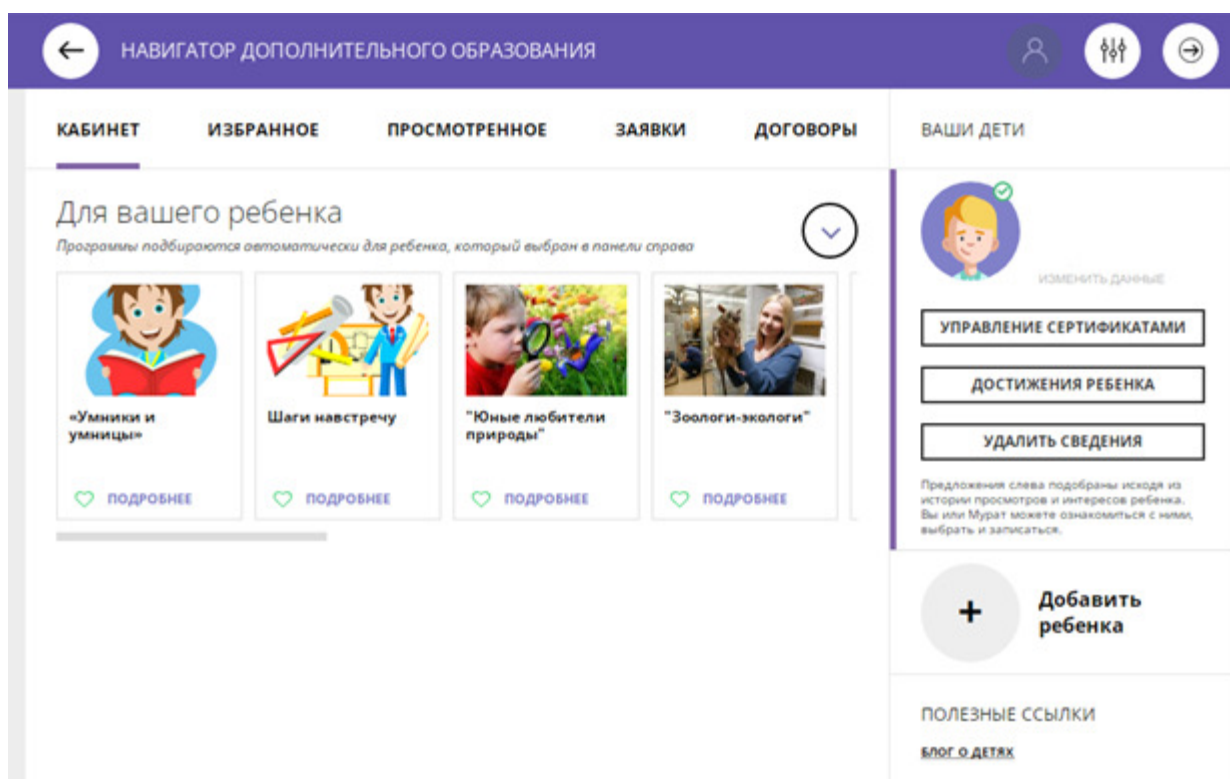 НАВИГАТОР ДОПОЛНИТЕЛЬНОГО ОБРАЗОВАНИЯ
КАБИНЕТ
ИЗБРАННОЕ
ПРОСМОТРЕННОЕ
ЗАЯВКИ
ДОГОВОРЫ
Для вашего ребенка
Программы подбираются автоматически для ребенка, который выбран в панели справа
«Умники и
умницы»
ПОДРОБНЕЕ
Шаги навстречу
ПОДРОБНЕЕ
"Юные любители
природы"
ПОДРОБНЕЕ
"Зоологи-экологи"
ПОДРОБНЕЕ
ВАШИ ДЕТИ
ИЗМЕНИТЬ ДАННЫЕ
УПРАВЛЕНИЕ СЕРТИФИКАТАМИ
ДОСТИЖЕНИЯ РЕБЕНКА
УДАЛИТЬ СВЕДЕНИЯ
Предложения слева подобраны исходя из
истории просмотров и интересов ребенка.
Вы или Мурат можете ознакомиться с ними,
выбрать и записаться.
Добавить
ребенка
ПОЛЕЗНЫЕ ССЫЛКИ
БЛОГ О ДЕТЯХ